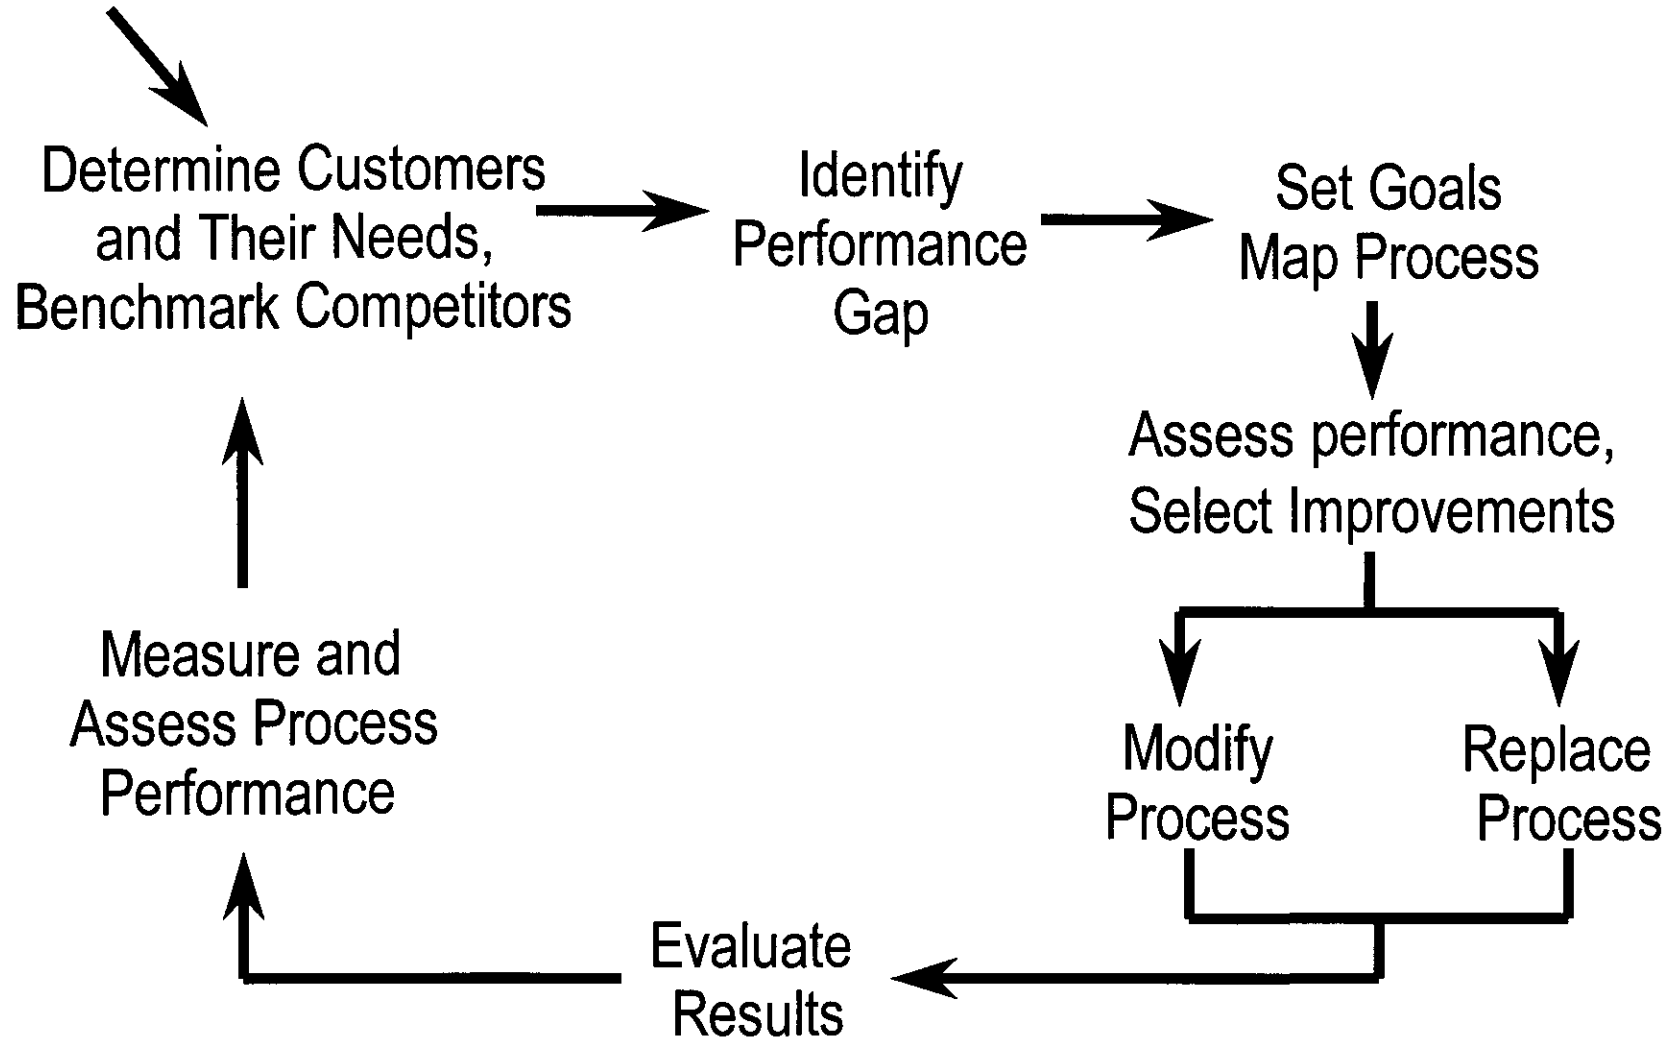 Determine Customers
and Their Needs,
Benchmark Competitors
Identify
Performance
Gap
Set Goals
Map Process
Assess performance,
Select Improvements
Modify
Process
Replace
Process
Evaluate
Results
Measure and
Assess Process
Performance